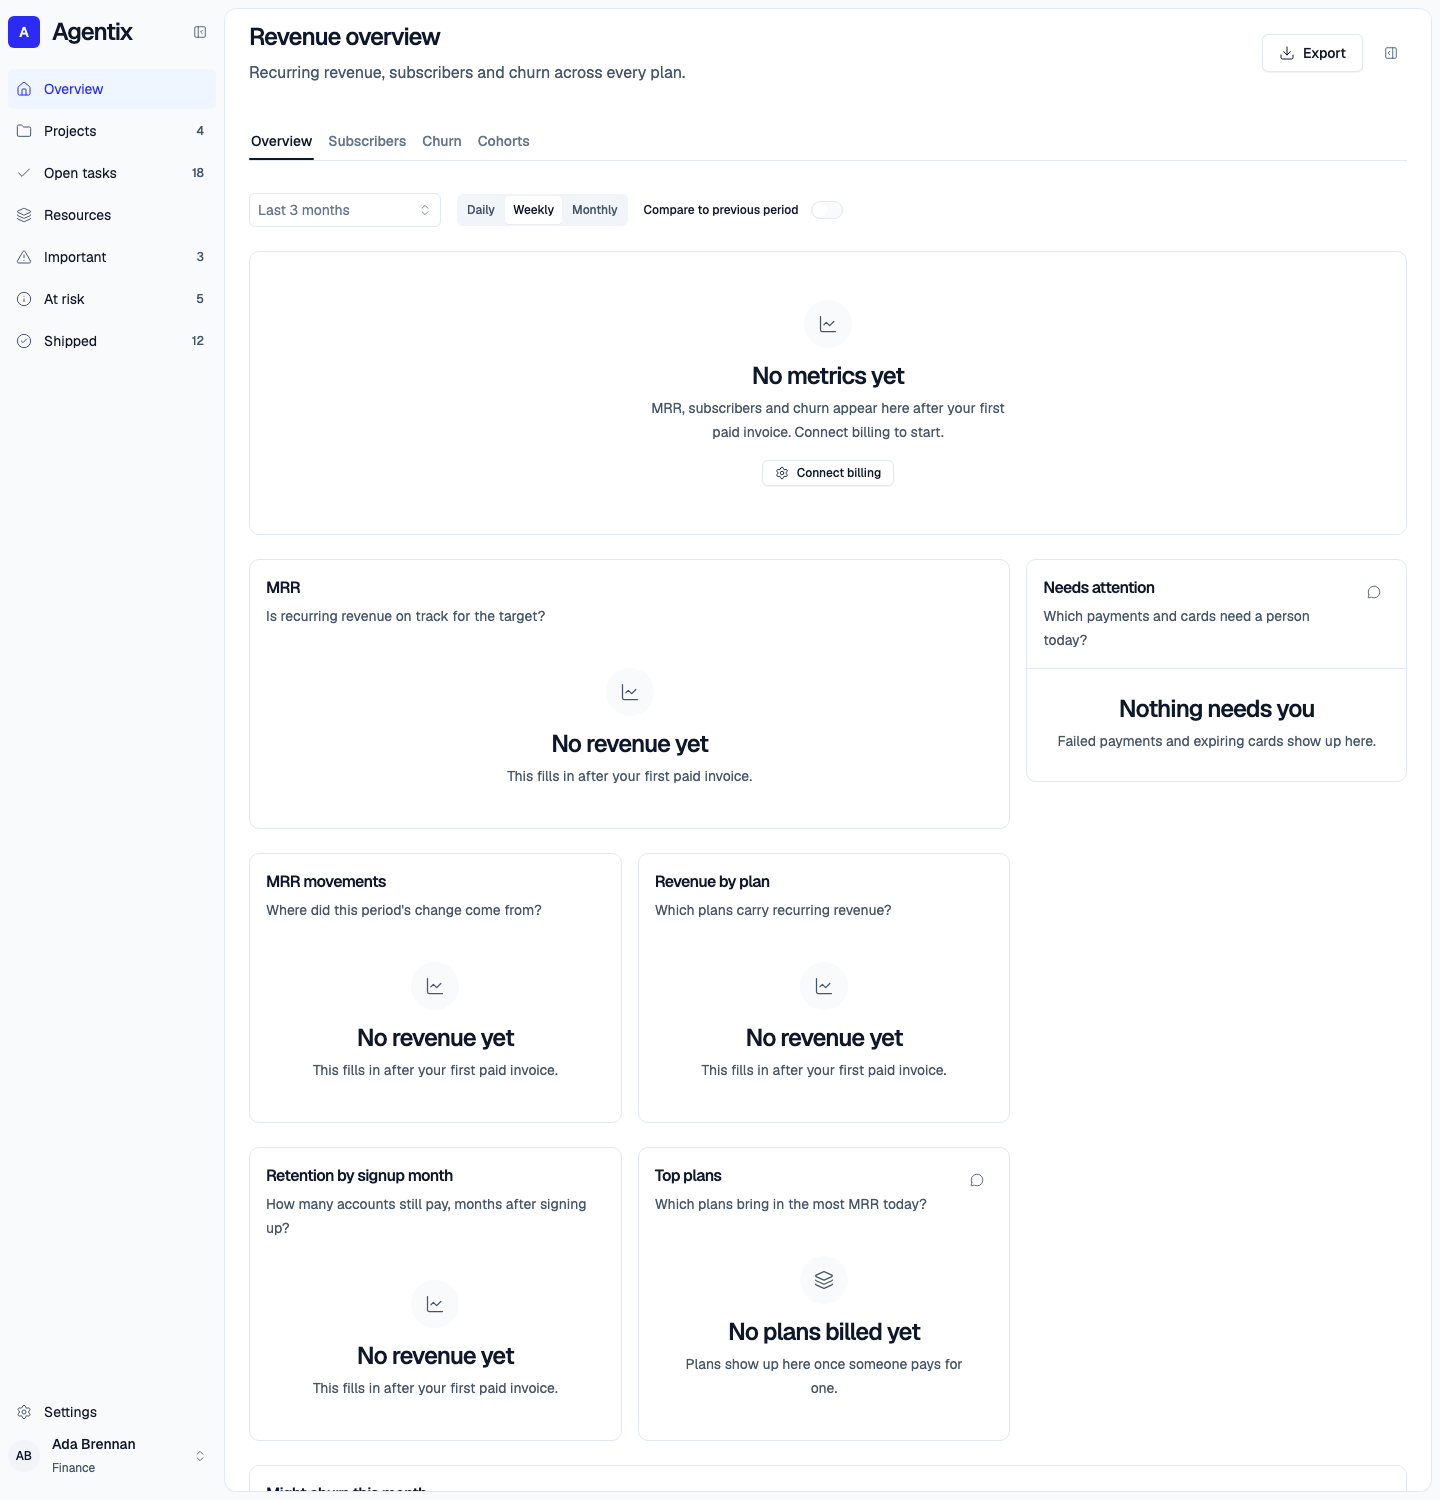 A
Agentix
Overview
Projects 4
Open tasks 18
Resources
Important 3
At risk 5
Shipped 12
Settings
AB
Ada Brennan
Finance
Revenue overview
Recurring revenue, subscribers and churn across every plan.
Export
Overview Subscribers Churn Cohorts
Last 3 months
Daily Weekly Monthly
Compare to previous period
No metrics yet
MRR, subscribers and churn appear here after your first
paid invoice. Connect billing to start.
Connect billing
MRR
Is recurring revenue on track for the target?
No revenue yet
This fills in after your first paid invoice.
Needs attention
Which payments and cards need a person
today?
Nothing needs you
Failed payments and expiring cards show up here.
MRR movements
Where did this period's change come from?
No revenue yet
This fills in after your first paid invoice.
Revenue by plan
Which plans carry recurring revenue?
No revenue yet
This fills in after your first paid invoice.
Retention by signup month
How many accounts still pay, months after signing
up?
No revenue yet
This fills in after your first paid invoice.
Top plans
Which plans bring in the most MRR today?
No plans billed yet
Plans show up here once someone pays for
one.
Might churn this month